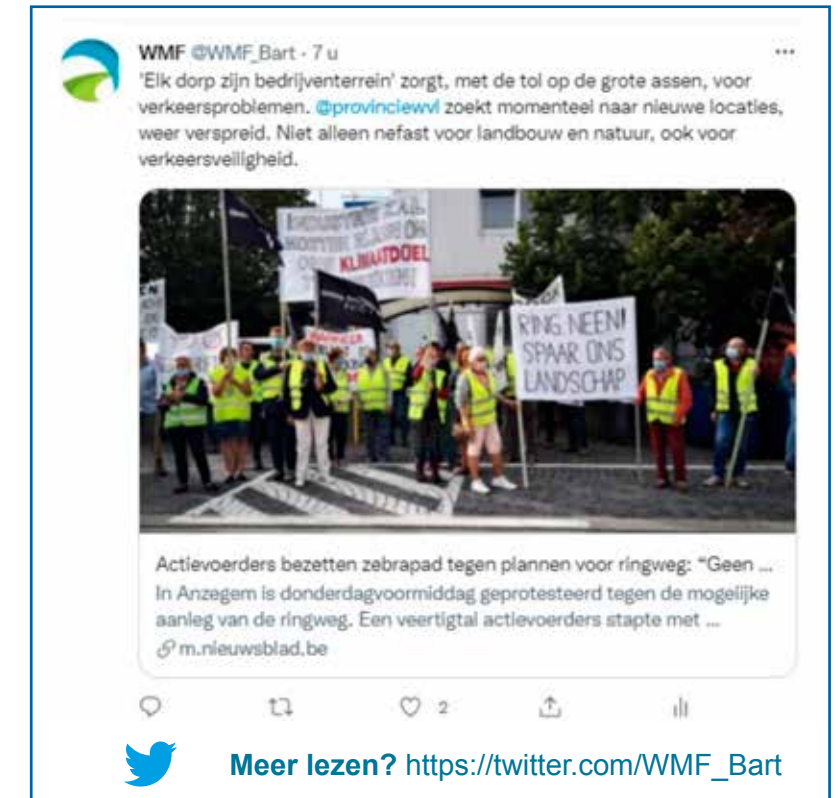 WMF @WMF_Bart · 7 u
'Elk dorp zijn bedrijventerrein' zorgt, met de tol op de grote assen, voor
verkeersproblemen. @provinciewvl zoekt momenteel naar nieuwe locaties,
weer verspreid. Niet alleen nefast voor landbouw en natuur, ook voor
verkeersveiligheid.
KLIMAATDOEL
RING NEEN!
SPAAR ONS
LANDSCHAP
Actievoerders bezetten zebrapad tegen plannen voor ringweg: “Geen ...
In Anzegem is donderdagvoormiddag geprotesteerd tegen de mogelijke
aanleg van de ringweg. Een veertigtal actievoerders stapte met ...
m.nieuwsblad.be
2
Meer lezen? https://twitter.com/WMF_Bart